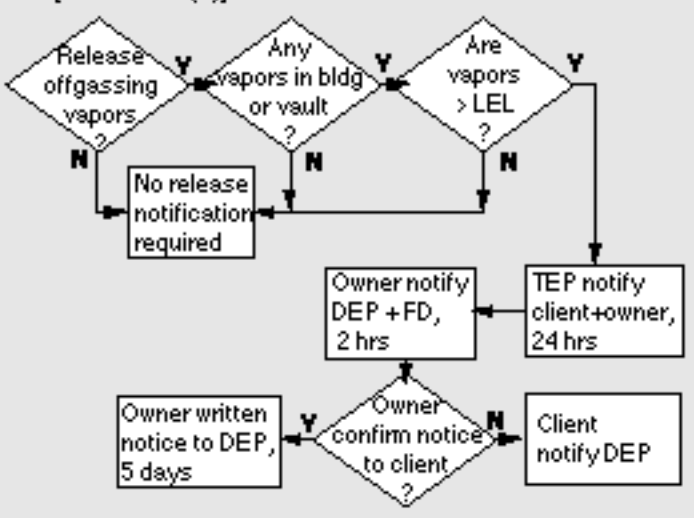 Release
offgassing
vapors
?
Y
N
Any
vapors in bldg
or vault
?
Y
N
Are
vapors
> LEL
?
Y
N
No release
notification
required
TEP notify
client+owner,
24 hrs
Owner notify
DEP + FD,
2 hrs
Owner
confirm notice
to client
?
Y
N
Owner written
notice to DEP,
5 days
Client
notify DEP